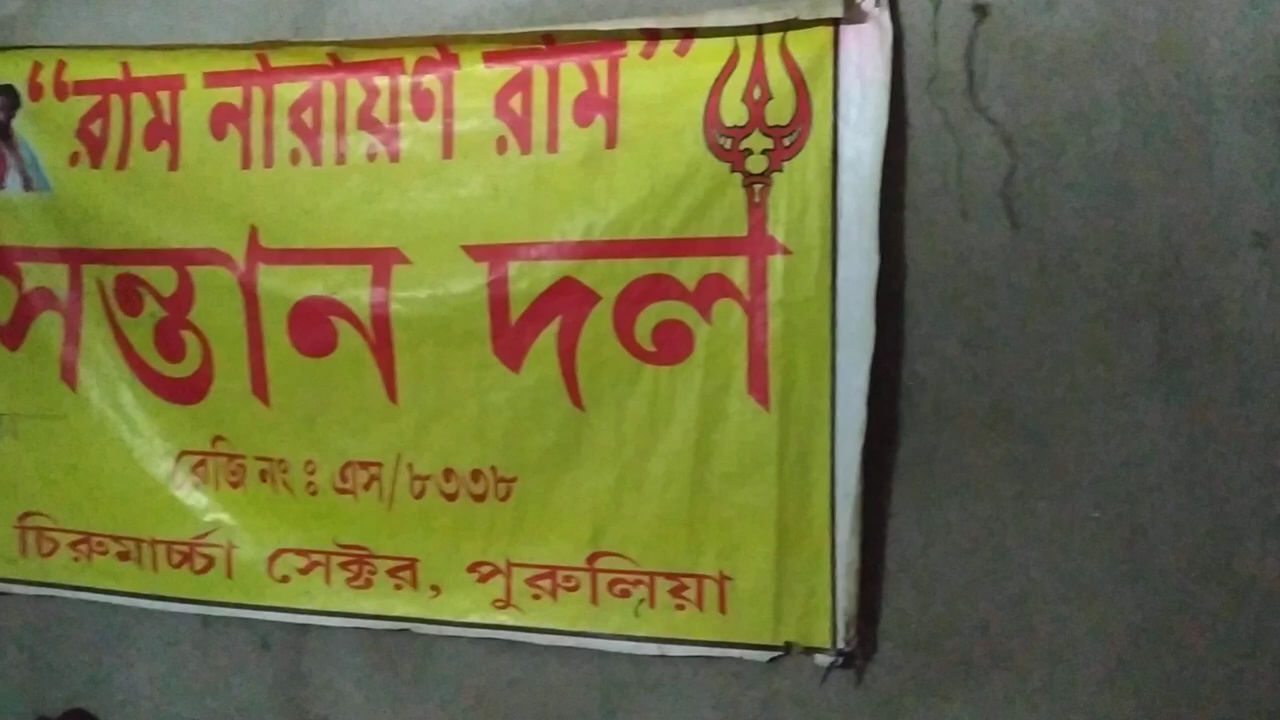 “রাম নারায়ণ রাম”
সন্তান দল
রেজি নং ঃ এস/৮৩৩৮
চিরুমার্চ্চা সেক্টর, পুরুলিয়া